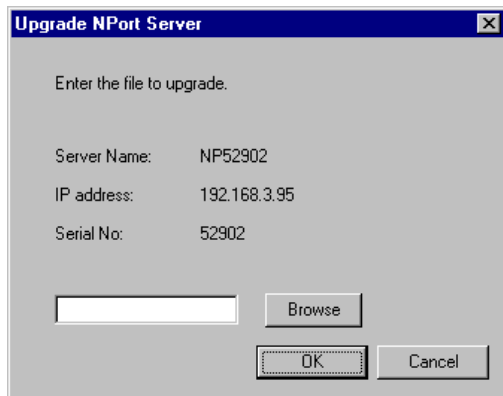 Upgrade NPort Server
Enter the file to upgrade.
Server Name: NP52902
IP address: 192.168.3.95
Serial No: 52902
Browse
OK Cancel